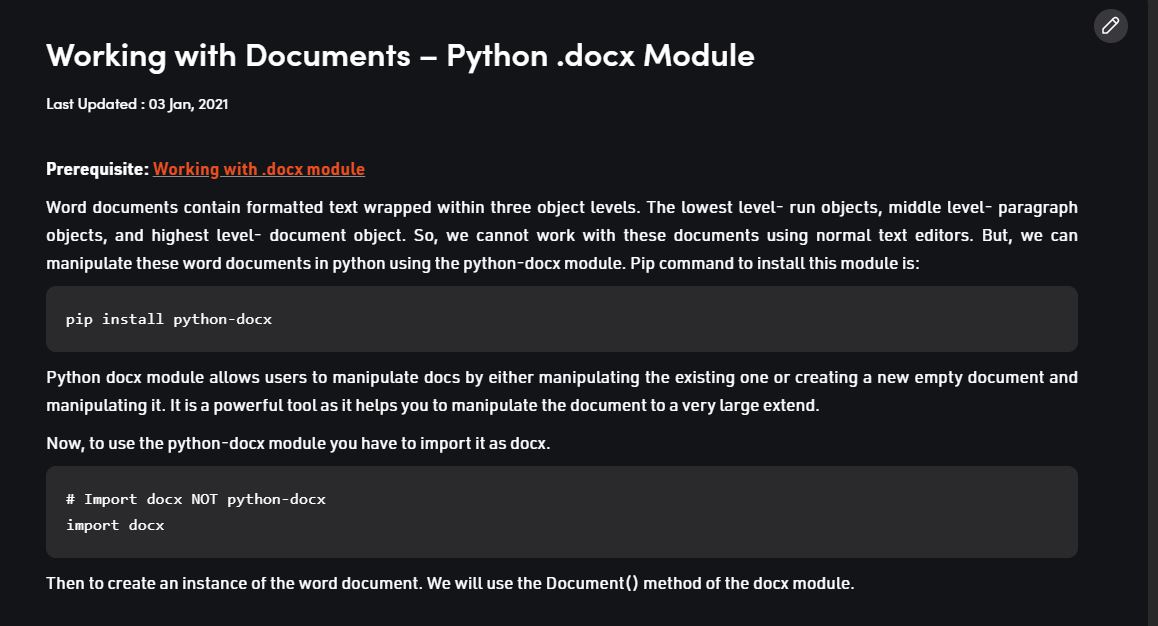 Working with Documents – Python .docx Module
Last Updated : 03 Jan, 2021
Prerequisite: Working with .docx module
Word documents contain formatted text wrapped within three object levels. The lowest level- run objects, middle level- paragraph
objects, and highest level- document object. So, we cannot work with these documents using normal text editors. But, we can
manipulate these word documents in python using the python-docx module. Pip command to install this module is:
pip install python-docx
Python docx module allows users to manipulate docs by either manipulating the existing one or creating a new empty document and
manipulating it. It is a powerful tool as it helps you to manipulate the document to a very large extend.
Now, to use the python-docx module you have to import it as docx.
# Import docx NOT python-docx
import docx
Then to create an instance of the word document. We will use the Document() method of the docx module.